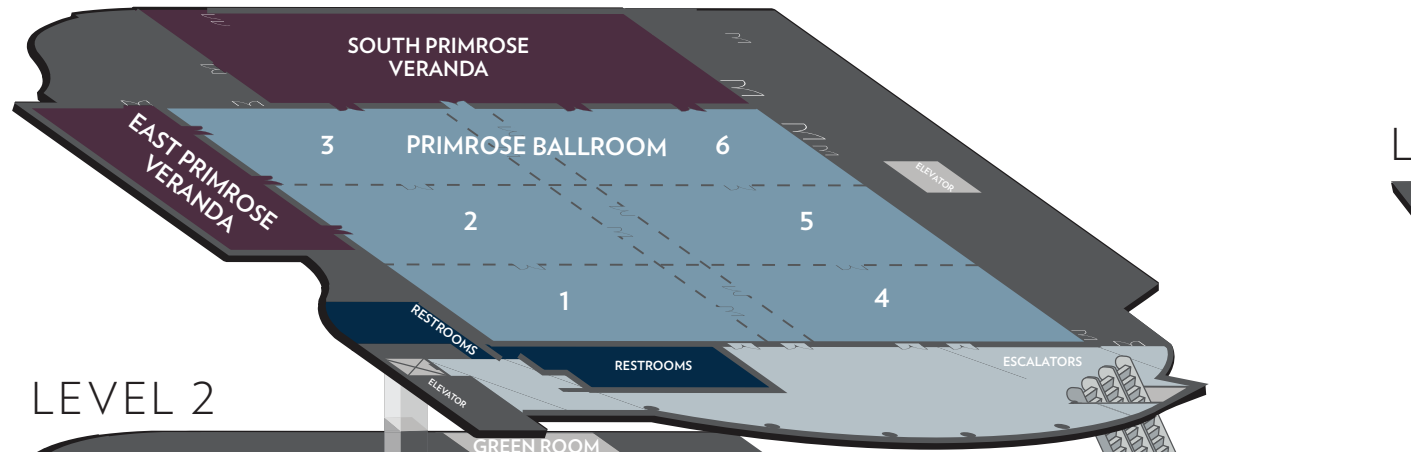 SOUTH PRIMROSE
VERANDA
EAST PRIMROSE
VERANDA
3
PRIMROSE BALLROOM
6
ELEVATOR
2
5
1
4
RESTROOMS
RESTROOMS
ESCALATORS
ELEVATOR
LEVEL 2
GREEN ROOM
L